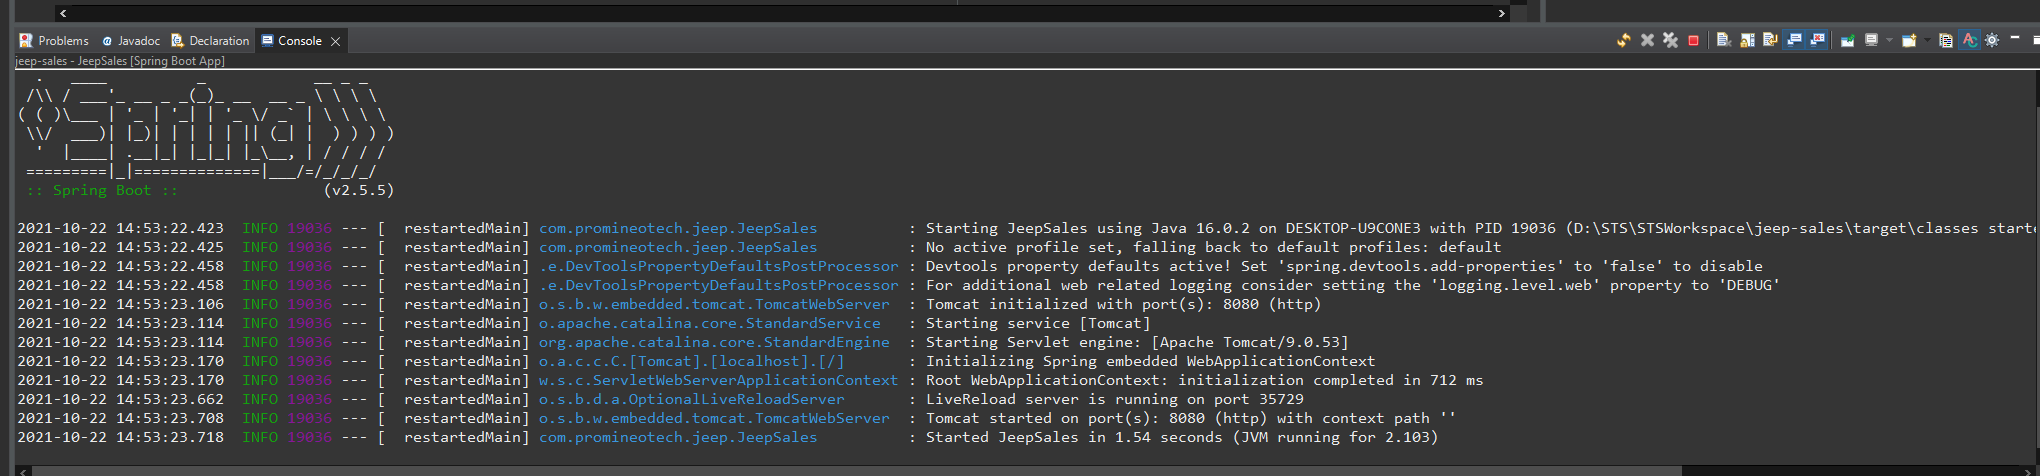 Problems Javadoc Declaration Console
jeep-sales - JeepSales [Spring Boot App]
  .   ____          _            __ _ _
 /\\ / ___'_ __ _ _(_)_ __  __ _ \ \ \ \
( ( )\___ | '_ | '_| | '_ \/ _` | \ \ \ \
 \\/  ___)| |_)| | | | | || (_| |  ) ) ) )
  '  |____| .__|_| |_|_| |_\__, | / / / /
 =========|_|==============|___/=/_/_/_/
 :: Spring Boot ::                (v2.5.5)
2021-10-22 14:53:22.423  INFO 19036 --- [  restartedMain] com.promineotech.jeep.JeepSales          : Starting JeepSales using Java 16.0.2 on DESKTOP-U9CONE3 with PID 19036 (D:\STS\STSWorkspace\jeep-sales\target\classes starte
2021-10-22 14:53:22.425  INFO 19036 --- [  restartedMain] com.promineotech.jeep.JeepSales          : No active profile set, falling back to default profiles: default
2021-10-22 14:53:22.458  INFO 19036 --- [  restartedMain] .e.DevToolsPropertyDefaultsPostProcessor : Devtools property defaults active! Set 'spring.devtools.add-properties' to 'false' to disable
2021-10-22 14:53:22.458  INFO 19036 --- [  restartedMain] .e.DevToolsPropertyDefaultsPostProcessor : For additional web related logging consider setting the 'logging.level.web' property to 'DEBUG'
2021-10-22 14:53:23.106  INFO 19036 --- [  restartedMain] o.s.b.w.embedded.tomcat.TomcatWebServer  : Tomcat initialized with port(s): 8080 (http)
2021-10-22 14:53:23.114  INFO 19036 --- [  restartedMain] o.apache.catalina.core.StandardService   : Starting service [Tomcat]
2021-10-22 14:53:23.114  INFO 19036 --- [  restartedMain] org.apache.catalina.core.StandardEngine  : Starting Servlet engine: [Apache Tomcat/9.0.53]
2021-10-22 14:53:23.170  INFO 19036 --- [  restartedMain] o.a.c.c.C.[Tomcat].[localhost].[/]       : Initializing Spring embedded WebApplicationContext
2021-10-22 14:53:23.170  INFO 19036 --- [  restartedMain] w.s.c.ServletWebServerApplicationContext : Root WebApplicationContext: initialization completed in 712 ms
2021-10-22 14:53:23.662  INFO 19036 --- [  restartedMain] o.s.b.d.a.OptionalLiveReloadServer       : LiveReload server is running on port 35729
2021-10-22 14:53:23.708  INFO 19036 --- [  restartedMain] o.s.b.w.embedded.tomcat.TomcatWebServer  : Tomcat started on port(s): 8080 (http) with context path ''
2021-10-22 14:53:23.718  INFO 19036 --- [  restartedMain] com.promineotech.jeep.JeepSales          : Started JeepSales in 1.54 seconds (JVM running for 2.103)